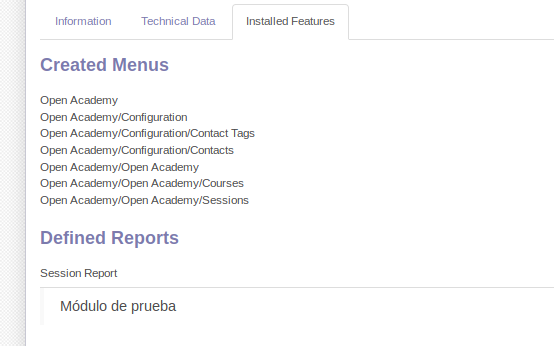 Information Technical Data Installed Features
Created Menus
Open Academy
Open Academy/Configuration
Open Academy/Configuration/Contact Tags
Open Academy/Configuration/Contacts
Open Academy/Open Academy
Open Academy/Open Academy/Courses
Open Academy/Open Academy/Sessions
Defined Reports
Session Report
Módulo de prueba